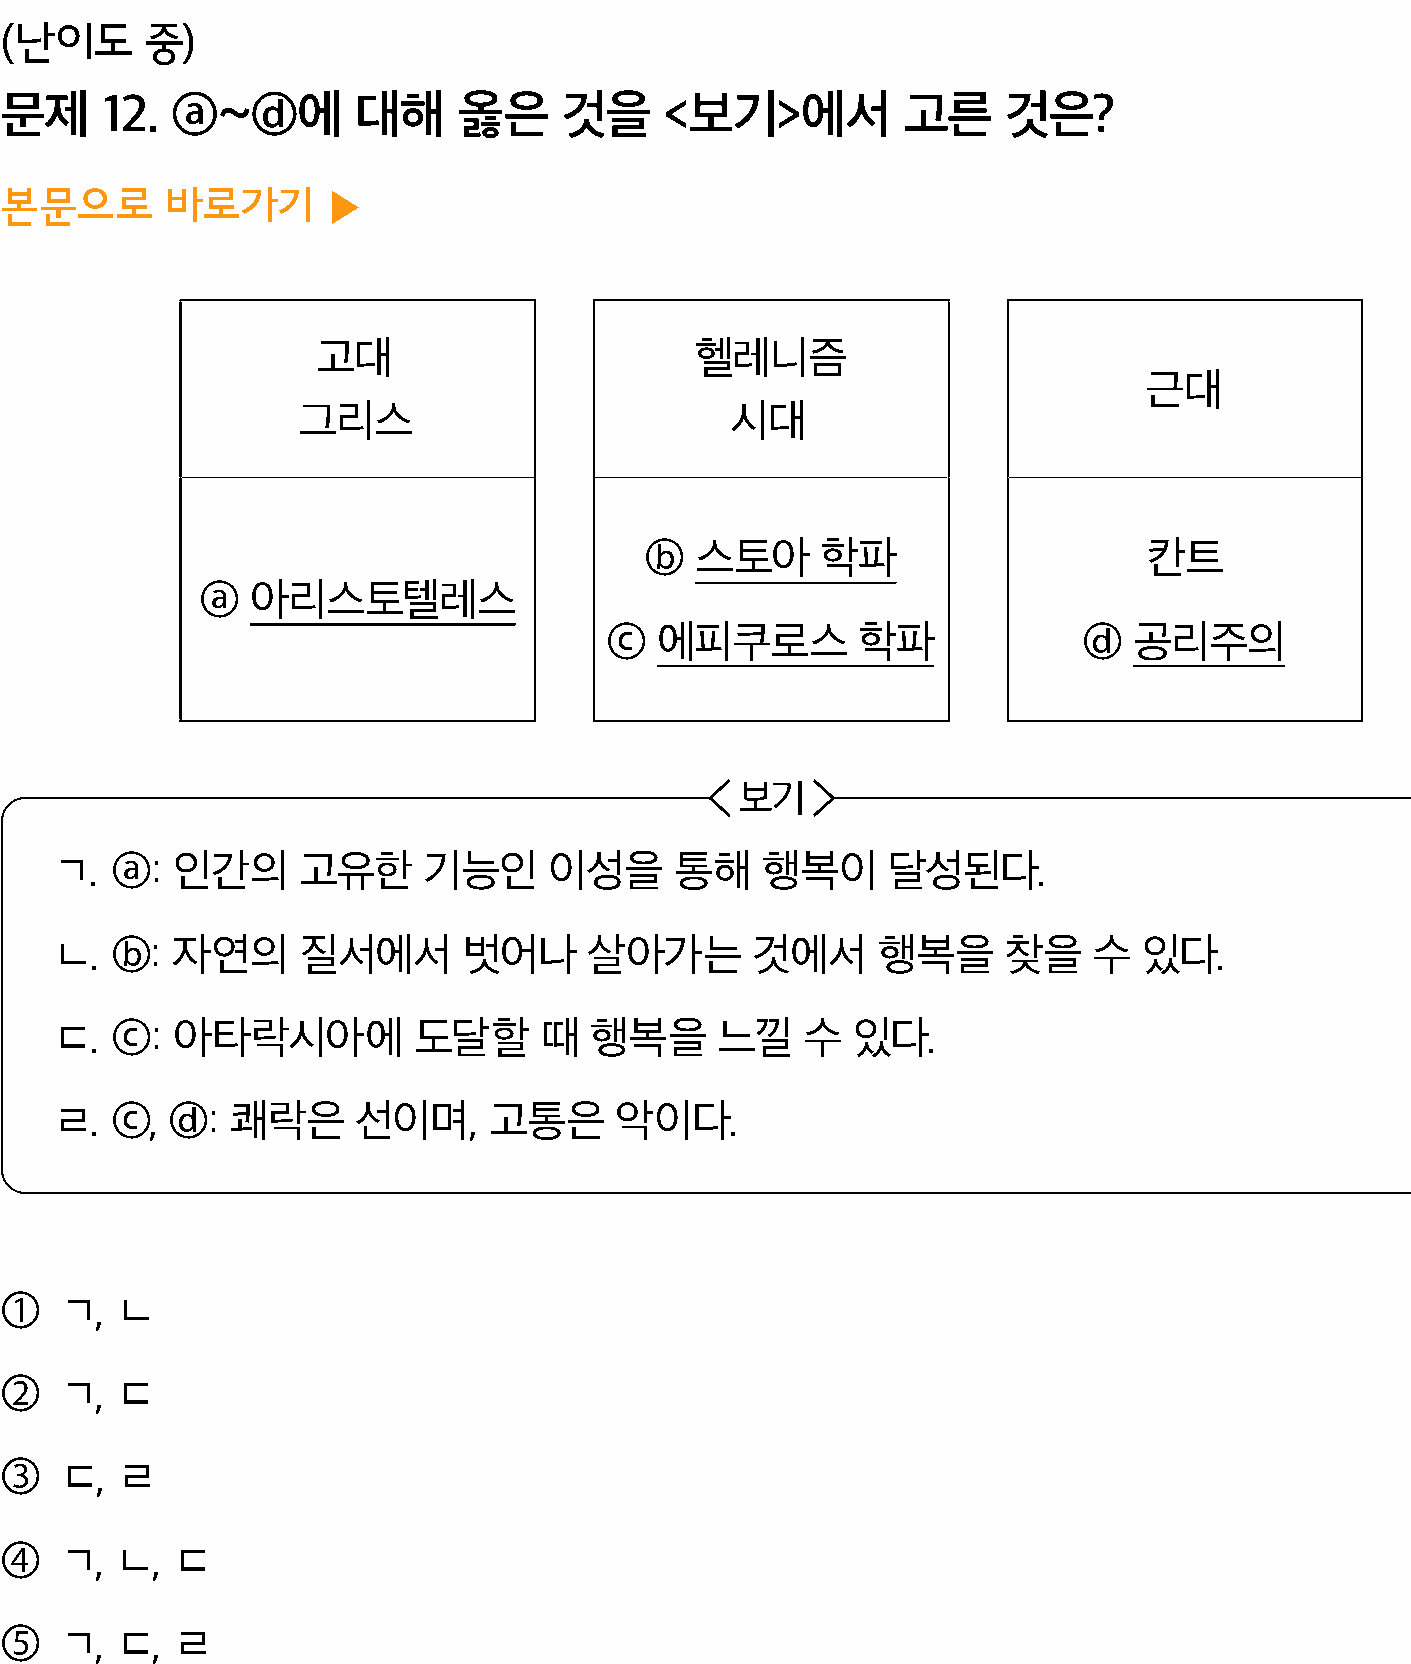 (난이도 중)
문제 12. ⓐ~ⓓ에 대해 옳은 것을 <보기>에서 고른 것은?
본문으로 바로가기 ▶
고대
그리스
ⓐ 아리스토텔레스
헬레니즘
시대
ⓑ 스토아 학파
ⓒ 에피쿠로스 학파
근대
칸트
ⓓ 공리주의
<보기>
ㄱ. ⓐ: 인간의 고유한 기능인 이성을 통해 행복이 달성된다.
ㄴ. ⓑ: 자연의 질서에서 벗어나 살아가는 것에서 행복을 찾을 수 있다.
ㄷ. ⓒ: 아타락시아에 도달할 때 행복을 느낄 수 있다.
ㄹ. ⓒ, ⓓ: 쾌락은 선이며, 고통은 악이다.
① ㄱ, ㄴ
② ㄱ, ㄷ
③ ㄷ, ㄹ
④ ㄱ, ㄴ, ㄷ
⑤ ㄱ, ㄷ, ㄹ